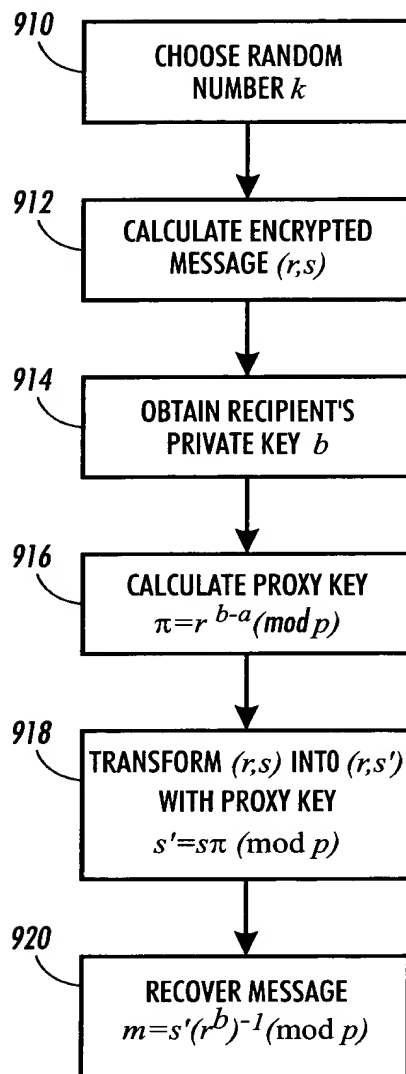 910
CHOOSE RANDOM
NUMBER k
912
CALCULATE ENCRYPTED
MESSAGE (r,s)
914
OBTAIN RECIPIENT'S
PRIVATE KEY b
916
CALCULATE PROXY KEY
π=r^{b-a}(mod p)
918
TRANSFORM (r,s) INTO (r,s')
WITH PROXY KEY
s'=sπ (mod p)
920
RECOVER MESSAGE
m=s'(r^b)^{-1}(mod p)